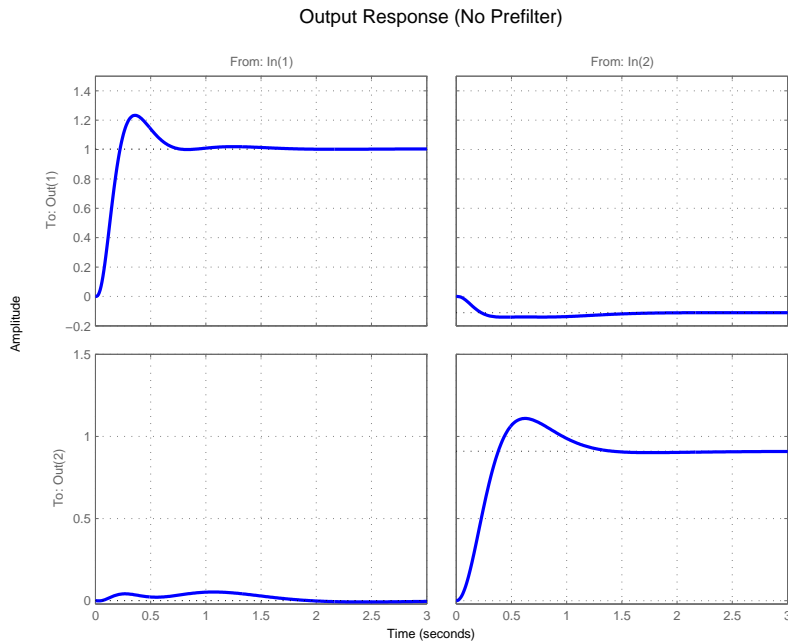 Output Response (No Prefilter)
From: In(1)
From: In(2)
To: Out(1)
1.4
1.2
1
0.8
0.6
0.4
0.2
0
−0.2
Amplitude
To: Out(2)
1.5
1
0.5
0
0 0.5 1 1.5 2 2.5 3
0 0.5 1 1.5 2 2.5 3
Time (seconds)